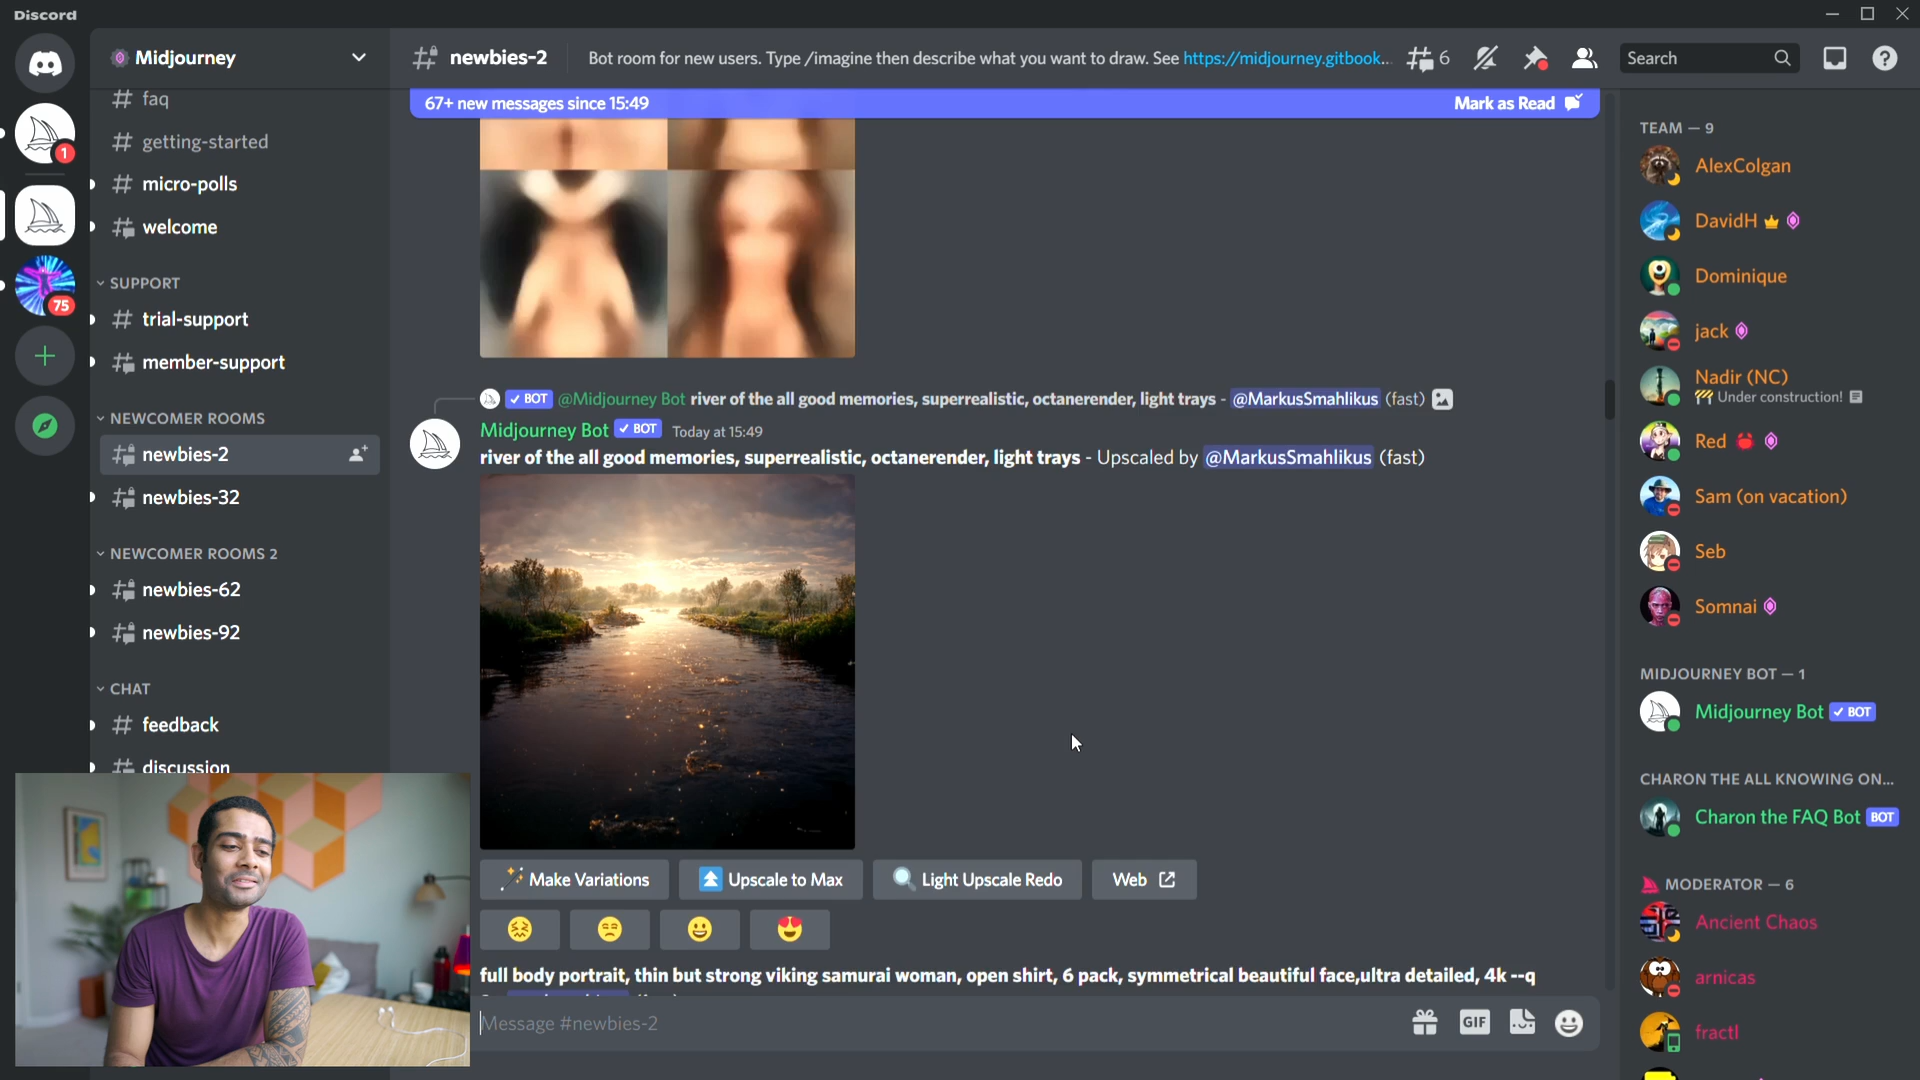 Discord
Midjourney
newbies-2
Bot room for new users. Type /imagine then describe what you want to draw. See https://midjourney.gitbook...
6
Search
67+ new messages since 15:49
Mark as Read
faq
getting-started
micro-polls
welcome
SUPPORT
trial-support
member-support
NEWCOMER ROOMS
newbies-2
newbies-32
NEWCOMER ROOMS 2
newbies-62
newbies-92
CHAT
feedback
discussion
1
75
BOT @Midjourney Bot river of the all good memories, superrealistic, octanerender, light trays - @MarkusSmahlikus (fast)
Midjourney Bot BOT Today at 15:49
river of the all good memories, superrealistic, octanerender, light trays - Upscaled by @MarkusSmahlikus (fast)
Make Variations
Upscale to Max
Light Upscale Redo
Web
full body portrait, thin but strong viking samurai woman, open shirt, 6 pack, symmetrical beautiful face,ultra detailed, 4k --q
Message #newbies-2
GIF
TEAM — 9
AlexColgan
DavidH
Dominique
jack
Nadir (NC)
Under construction!
Red
Sam (on vacation)
Seb
Somnai
MIDJOURNEY BOT — 1
Midjourney Bot BOT
CHARON THE ALL KNOWING ON...
Charon the FAQ Bot BOT
MODERATOR — 6
Ancient Chaos
arnicas
fractl